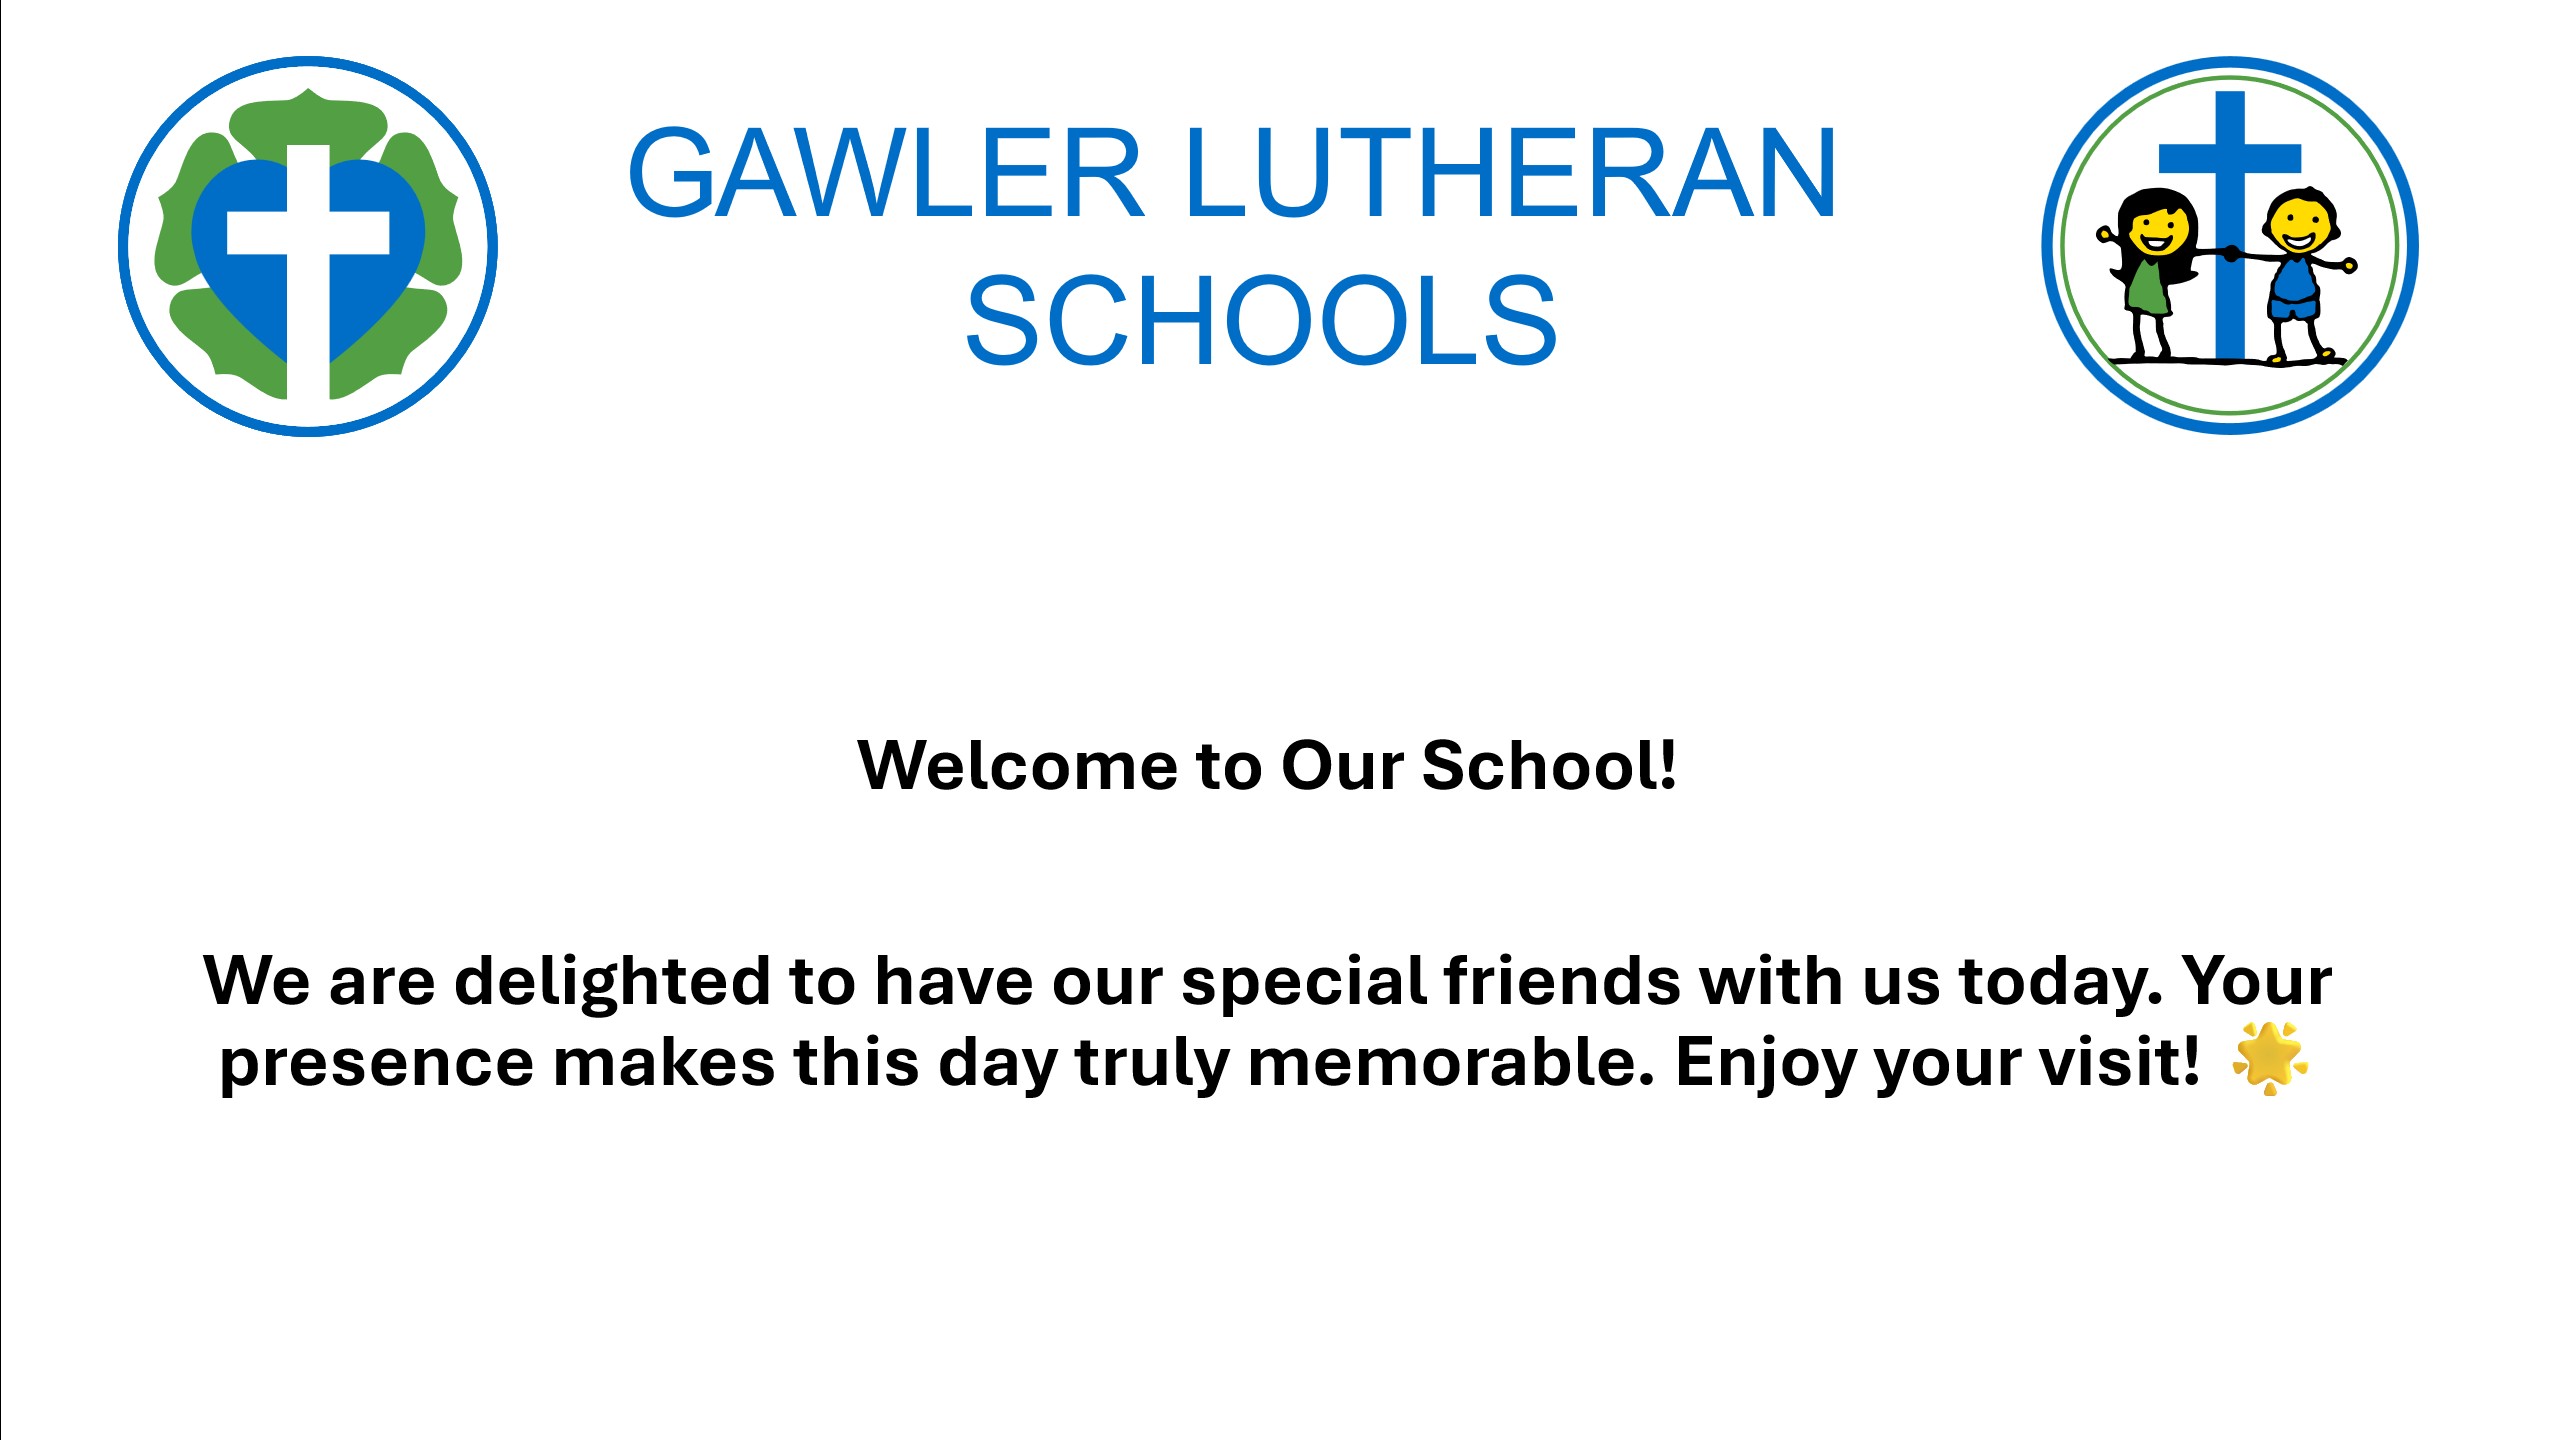 GAWLER LUTHERAN
SCHOOLS
Welcome to Our School!
We are delighted to have our special friends with us today. Your
presence makes this day truly memorable. Enjoy your visit! 🌟